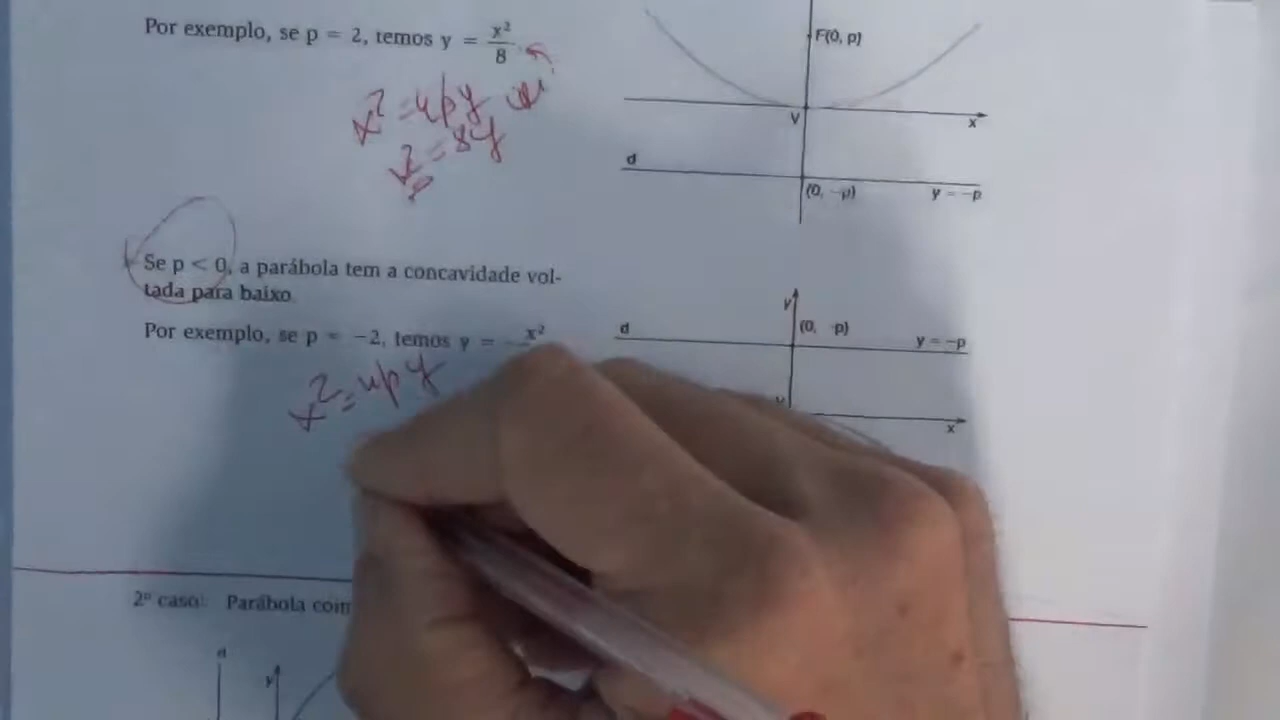 Por exemplo, se p = 2, temos y = x²/8
x² = 4py
x² = 8y
8
F(0, p)
V
x
d
(0, -p)
y = -p
Se p < 0, a parábola tem a concavidade vol-
tada para baixo.
Por exemplo, se p = -2, temos y = - x²
x² = 4py
y
d
(0, -p)
y = -p
x
2º caso: Parábola com
d
y